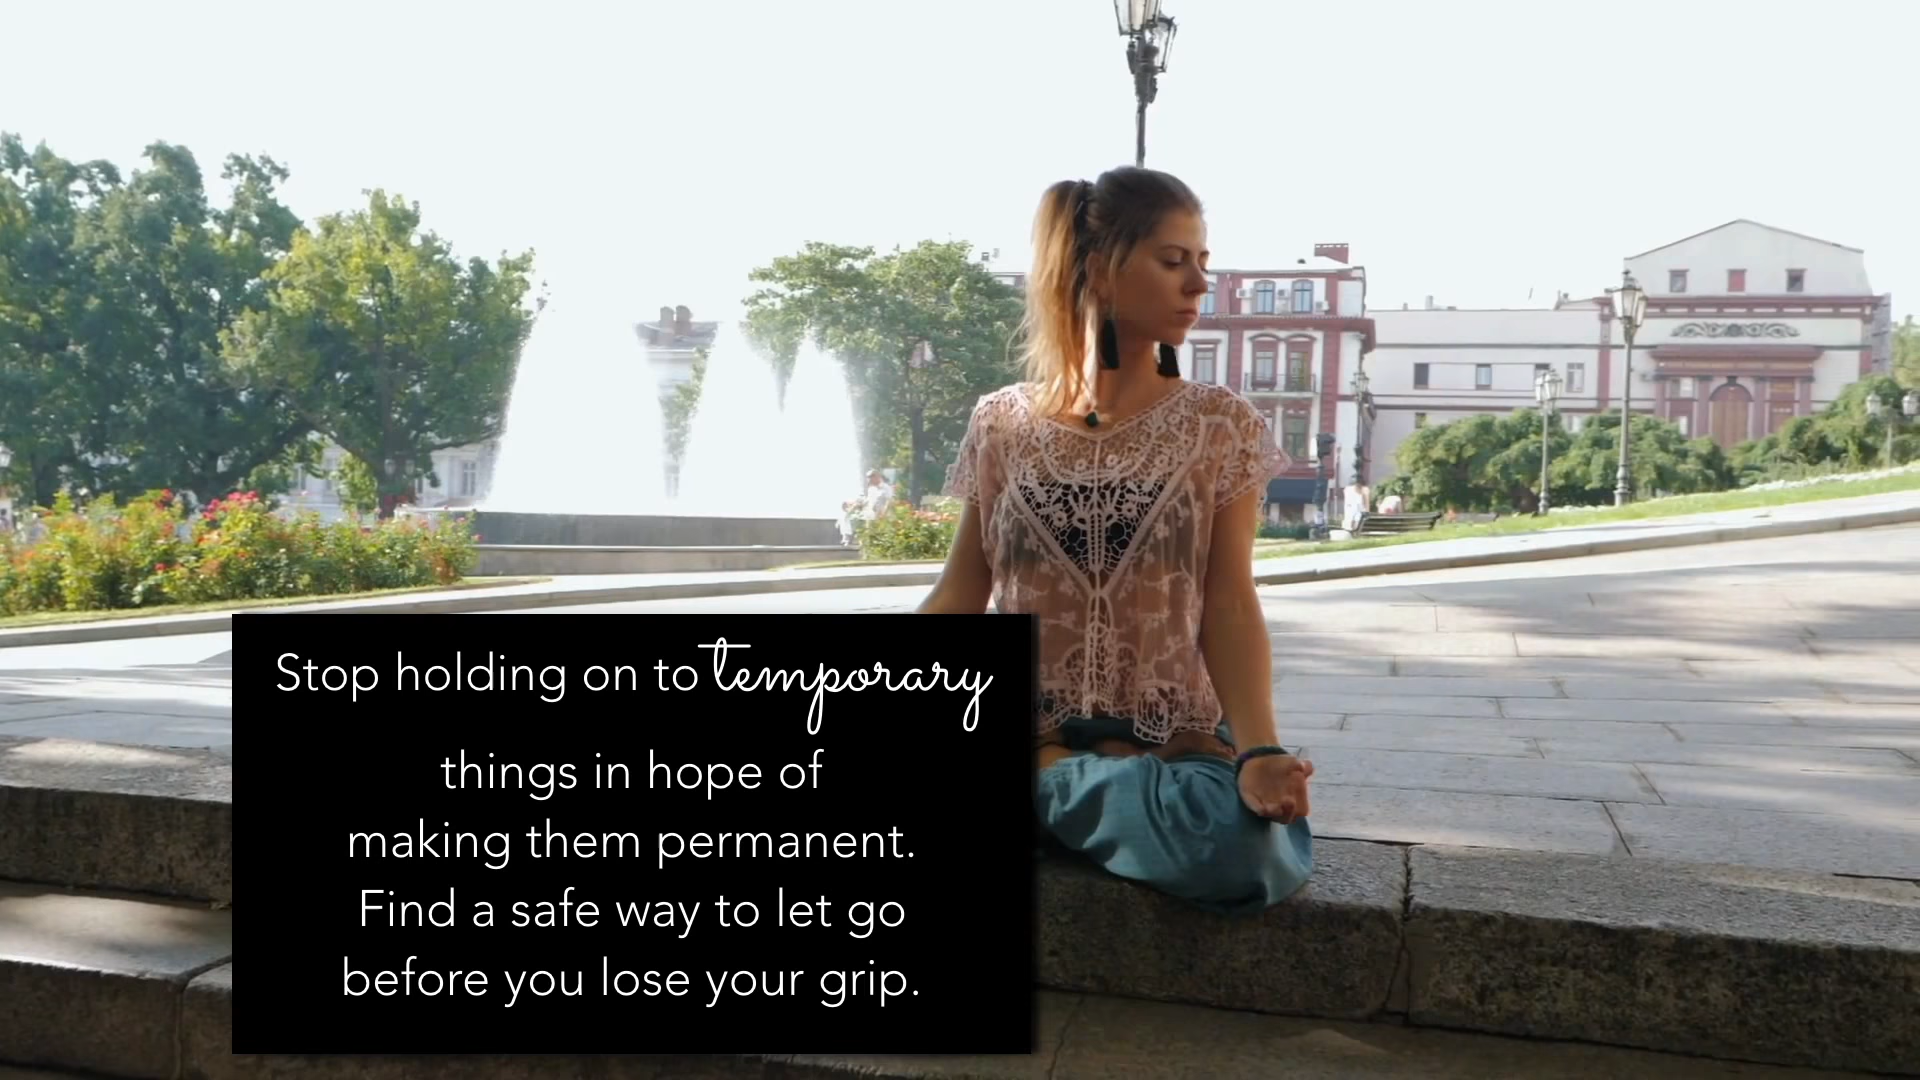 Stop holding on to temporary
things in hope of
making them permanent.
Find a safe way to let go
before you lose your grip.